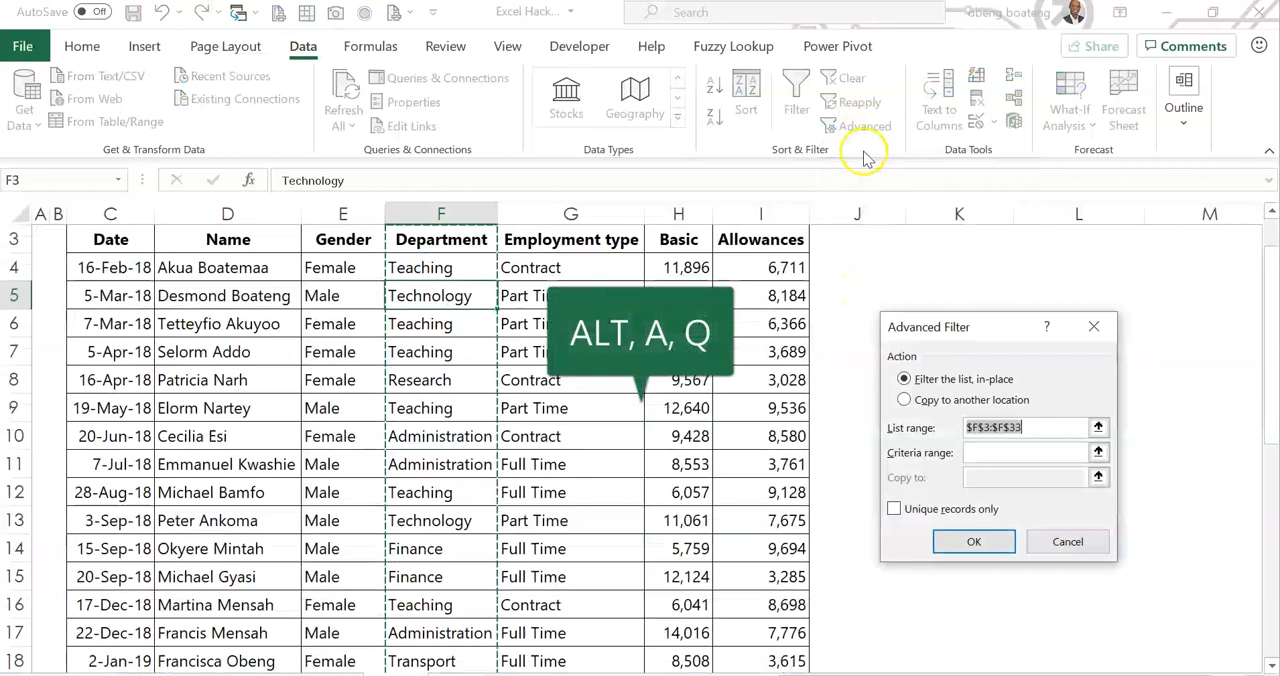 AutoSave Off Excel Hack... Search obeng boateng
File Home Insert Page Layout Data Formulas Review View Developer Help Fuzzy Lookup Power Pivot Share Comments
Get Data
From Text/CSV
From Web
From Table/Range
Recent Sources
Existing Connections
Get & Transform Data
Refresh All
Queries & Connections
Properties
Edit Links
Queries & Connections
Stocks
Geography
Data Types
Sort
Filter
Clear
Reapply
Advanced
Sort & Filter
Text to Columns
Data Tools
What-If Analysis
Forecast Sheet
Forecast
Outline
F3 fx Technology
A B C D E F G H I J K L M
3 Date Name Gender Department Employment type Basic Allowances
4 16-Feb-18 Akua Boatemaa Female Teaching Contract 11,896 6,711
5 5-Mar-18 Desmond Boateng Male Technology Part Ti 8,184
6 7-Mar-18 Tetteyfio Akuyoo Female Teaching Part Ti 6,366
7 5-Apr-18 Selorm Addo Female Teaching Part Ti 3,689
8 16-Apr-18 Patricia Narh Female Research Contract 9,567 3,028
9 19-May-18 Elorm Nartey Female Teaching Part Time 12,640 9,536
10 20-Jun-18 Cecilia Esi Female Administration Contract 9,428 8,580
11 7-Jul-18 Emmanuel Kwashie Male Administration Full Time 8,553 3,761
12 28-Aug-18 Michael Bamfo Male Teaching Full Time 6,057 9,128
13 3-Sep-18 Peter Ankoma Male Technology Part Time 11,061 7,675
14 15-Sep-18 Okyere Mintah Male Finance Full Time 5,759 9,694
15 20-Sep-18 Michael Gyasi Male Finance Full Time 12,124 3,285
16 17-Dec-18 Martina Mensah Female Teaching Contract 6,041 8,698
17 22-Dec-18 Francis Mensah Male Administration Full Time 14,016 7,776
18 2-Jan-19 Francisca Obeng Female Transport Full Time 8,508 3,615
ALT, A, Q
Advanced Filter ?
Action
Filter the list, in-place
Copy to another location
List range: $F$3:$F$33
Criteria range:
Copy to:
Unique records only
OK Cancel